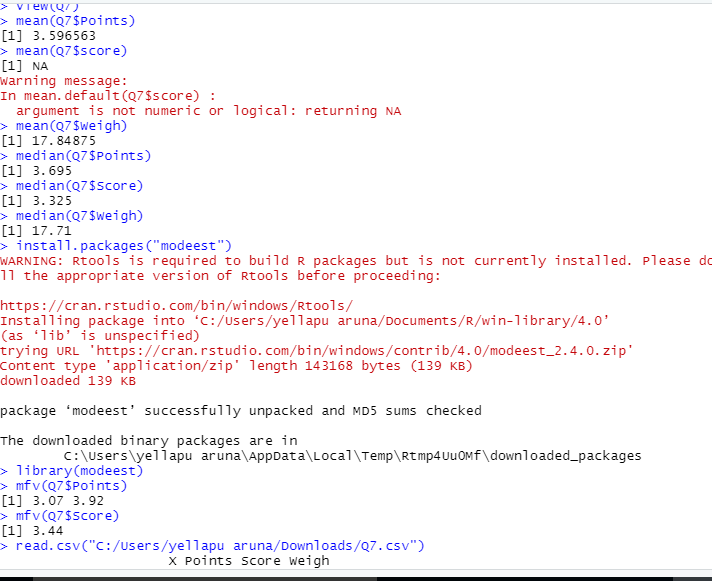 > View(Q7)
> mean(Q7$Points)
[1] 3.596563
> mean(Q7$score)
[1] NA
Warning message:
In mean.default(Q7$score) :
  argument is not numeric or logical: returning NA
> mean(Q7$Weigh)
[1] 17.84875
> median(Q7$Points)
[1] 3.695
> median(Q7$Score)
[1] 3.325
> median(Q7$Weigh)
[1] 17.71
> install.packages("modeest")
WARNING: Rtools is required to build R packages but is not currently installed. Please do
ll the appropriate version of Rtools before proceeding:
https://cran.rstudio.com/bin/windows/Rtools/
Installing package into ‘C:/Users/yellapu aruna/Documents/R/win-library/4.0’
(as ‘lib’ is unspecified)
trying URL 'https://cran.rstudio.com/bin/windows/contrib/4.0/modeest_2.4.0.zip'
Content type 'application/zip' length 143168 bytes (139 KB)
downloaded 139 KB
package ‘modeest’ successfully unpacked and MD5 sums checked
The downloaded binary packages are in
        C:\Users\yellapu aruna\AppData\Local\Temp\Rtmp4UuOMf\downloaded_packages
> library(modeest)
> mfv(Q7$Points)
[1] 3.07 3.92
> mfv(Q7$Score)
[1] 3.44
> read.csv("C:/Users/yellapu aruna/Downloads/Q7.csv")
                     X Points Score Weigh